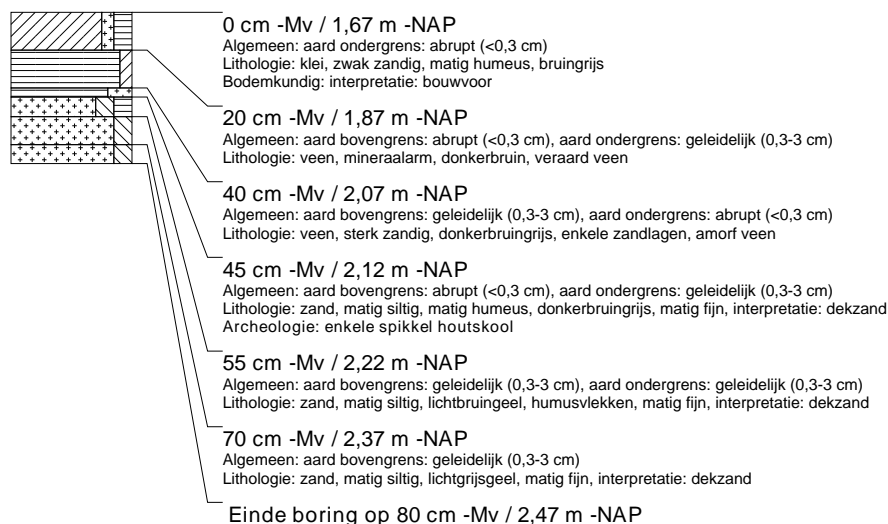 0 cm -Mv / 1,67 m -NAP
Algemeen: aard ondergrens: abrupt (<0,3 cm)
Lithologie: klei, zwak zandig, matig humeus, bruingrijs
Bodemkundig: interpretatie: bouwvoor
20 cm -Mv / 1,87 m -NAP
Algemeen: aard bovengrens: abrupt (<0,3 cm), aard ondergrens: geleidelijk (0,3-3 cm)
Lithologie: veen, mineraalarm, donkerbruin, veraard veen
40 cm -Mv / 2,07 m -NAP
Algemeen: aard bovengrens: geleidelijk (0,3-3 cm), aard ondergrens: abrupt (<0,3 cm)
Lithologie: veen, sterk zandig, donkerbruingrijs, enkele zandlagen, amorf veen
45 cm -Mv / 2,12 m -NAP
Algemeen: aard bovengrens: abrupt (<0,3 cm), aard ondergrens: geleidelijk (0,3-3 cm)
Lithologie: zand, matig siltig, matig humeus, donkerbruingrijs, matig fijn, interpretatie: dekzand
Archeologie: enkele spikkel houtskool
55 cm -Mv / 2,22 m -NAP
Algemeen: aard bovengrens: geleidelijk (0,3-3 cm), aard ondergrens: geleidelijk (0,3-3 cm)
Lithologie: zand, matig siltig, lichtbruingeel, humusvlekken, matig fijn, interpretatie: dekzand
70 cm -Mv / 2,37 m -NAP
Algemeen: aard bovengrens: geleidelijk (0,3-3 cm)
Lithologie: zand, matig siltig, lichtgrijsgeel, matig fijn, interpretatie: dekzand
Einde boring op 80 cm -Mv / 2,47 m -NAP